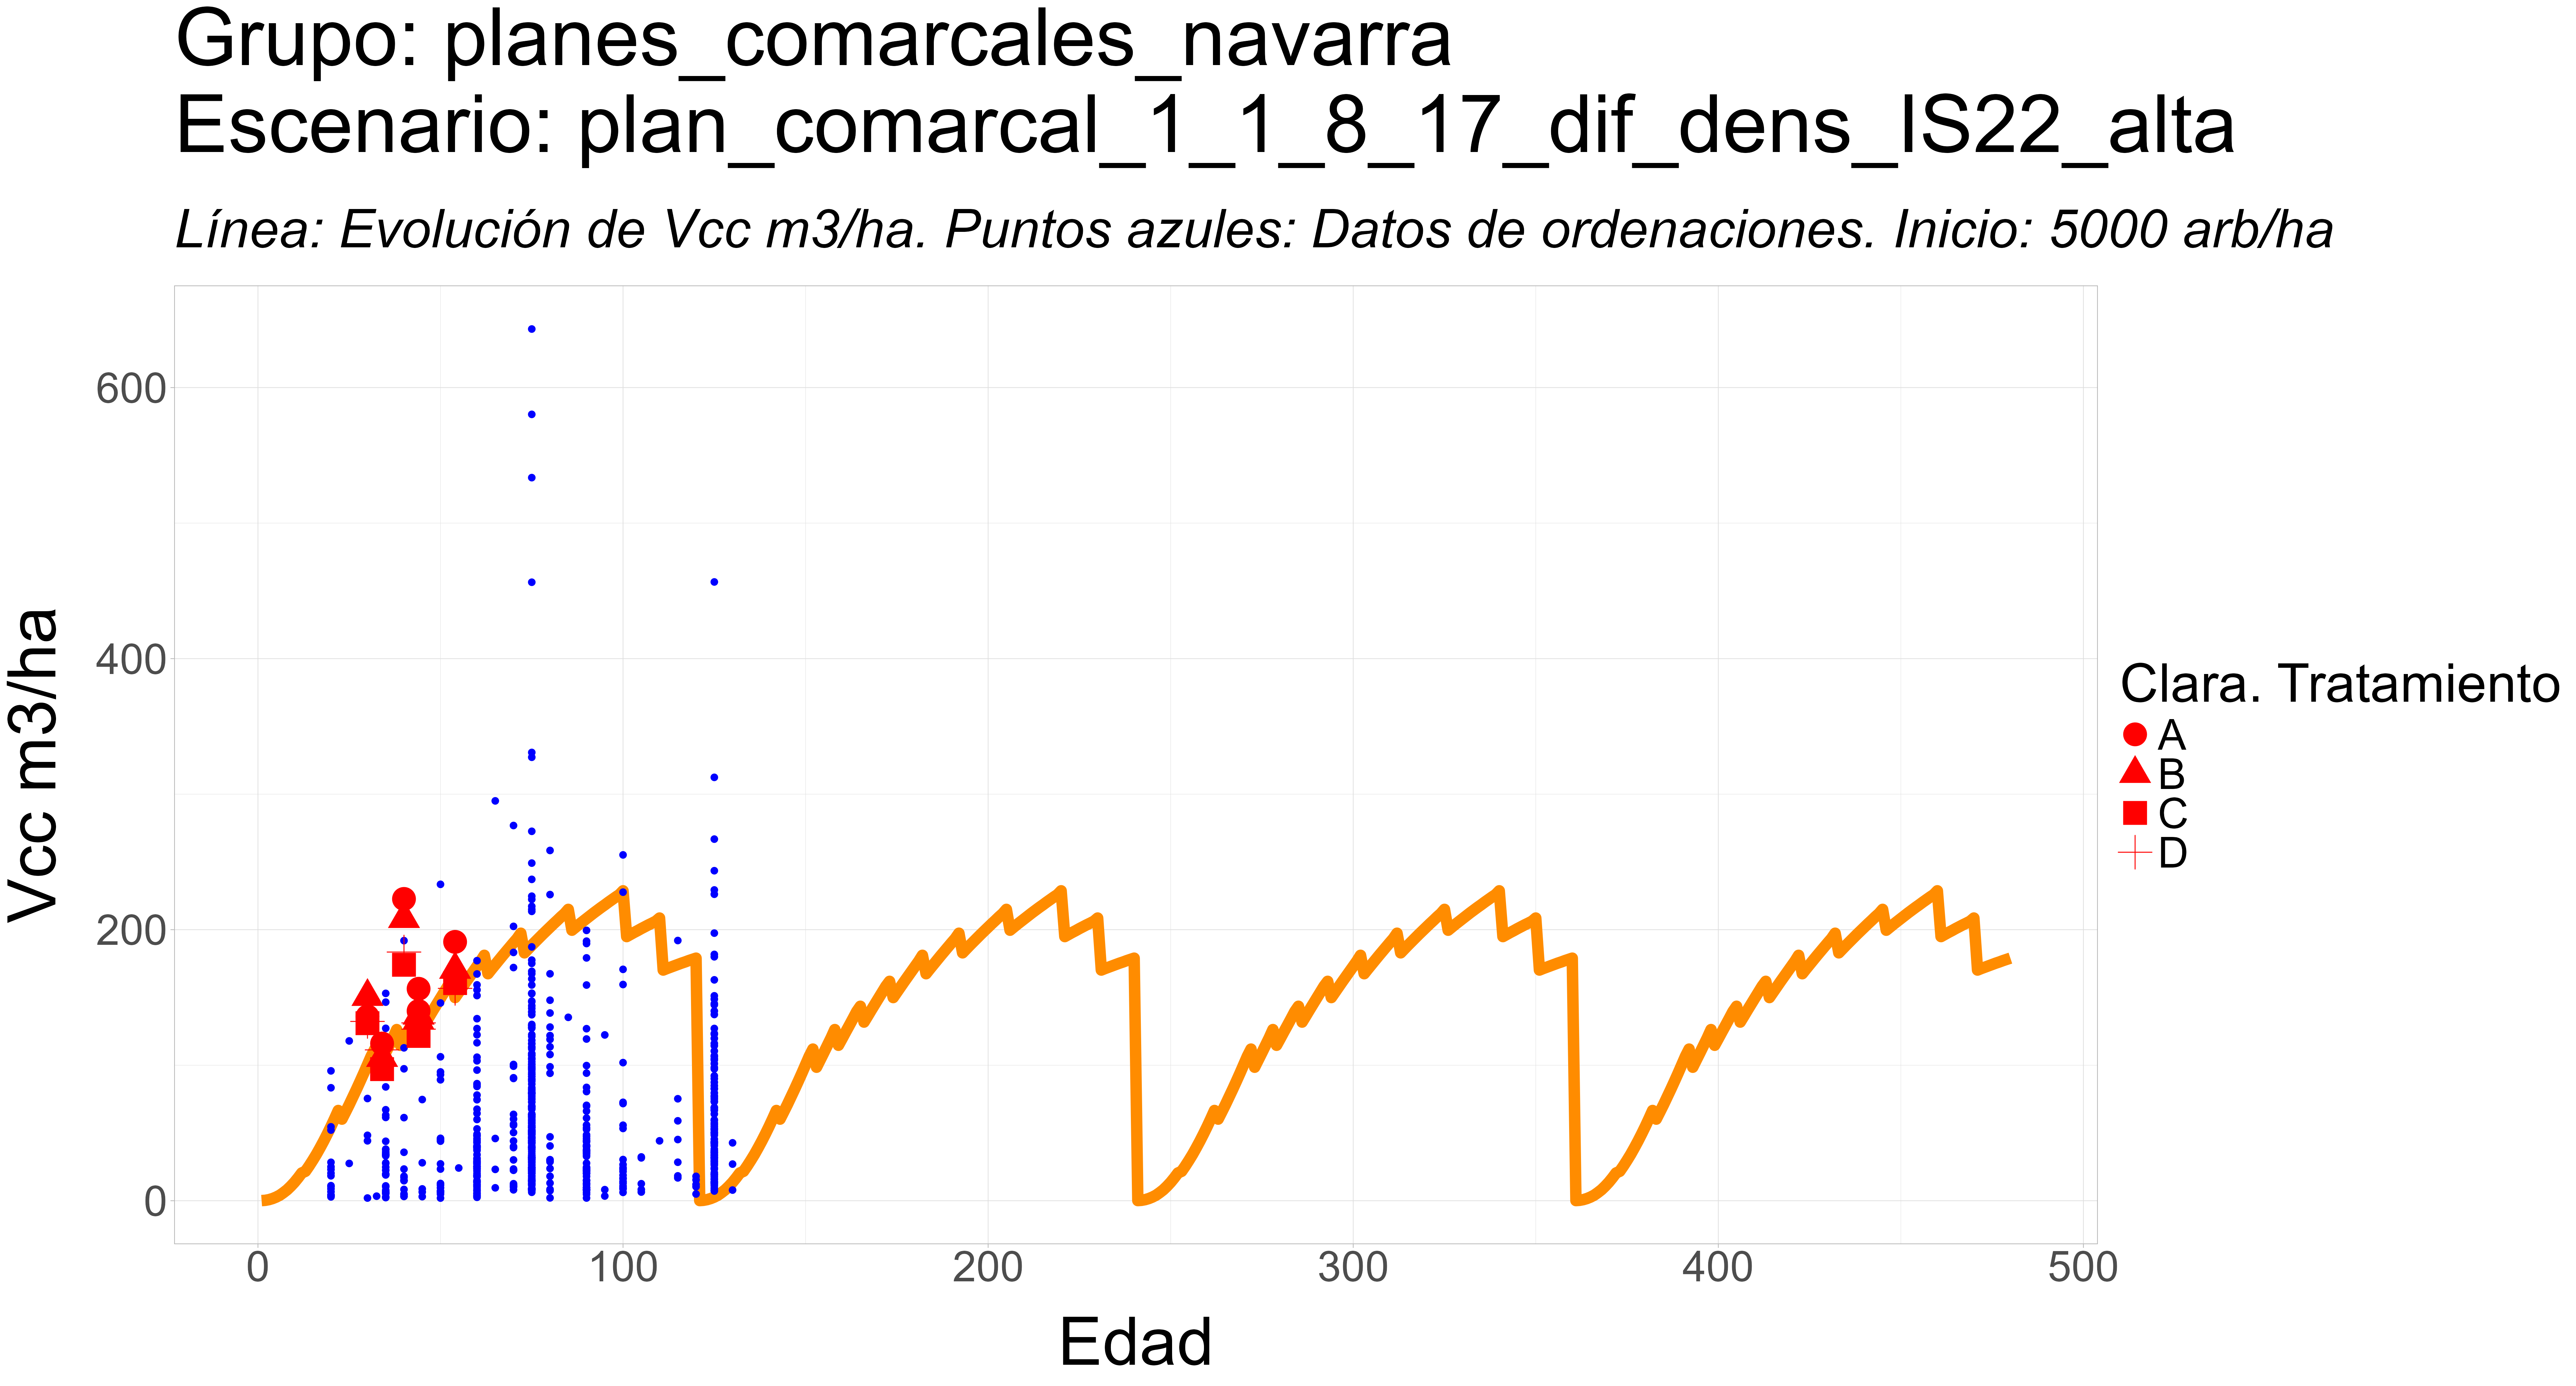 Grupo: planes_comarcales_navarra
Escenario: plan_comarcal_1_1_8_17_dif_dens_IS22_alta
Línea: Evolución de Vcc m3/ha. Puntos azules: Datos de ordenaciones. Inicio: 5000 arb/ha
Vcc m3/ha
600
400
200
0
0 100 200 300 400 500
Edad
Clara. Tratamiento
A
B
C
D